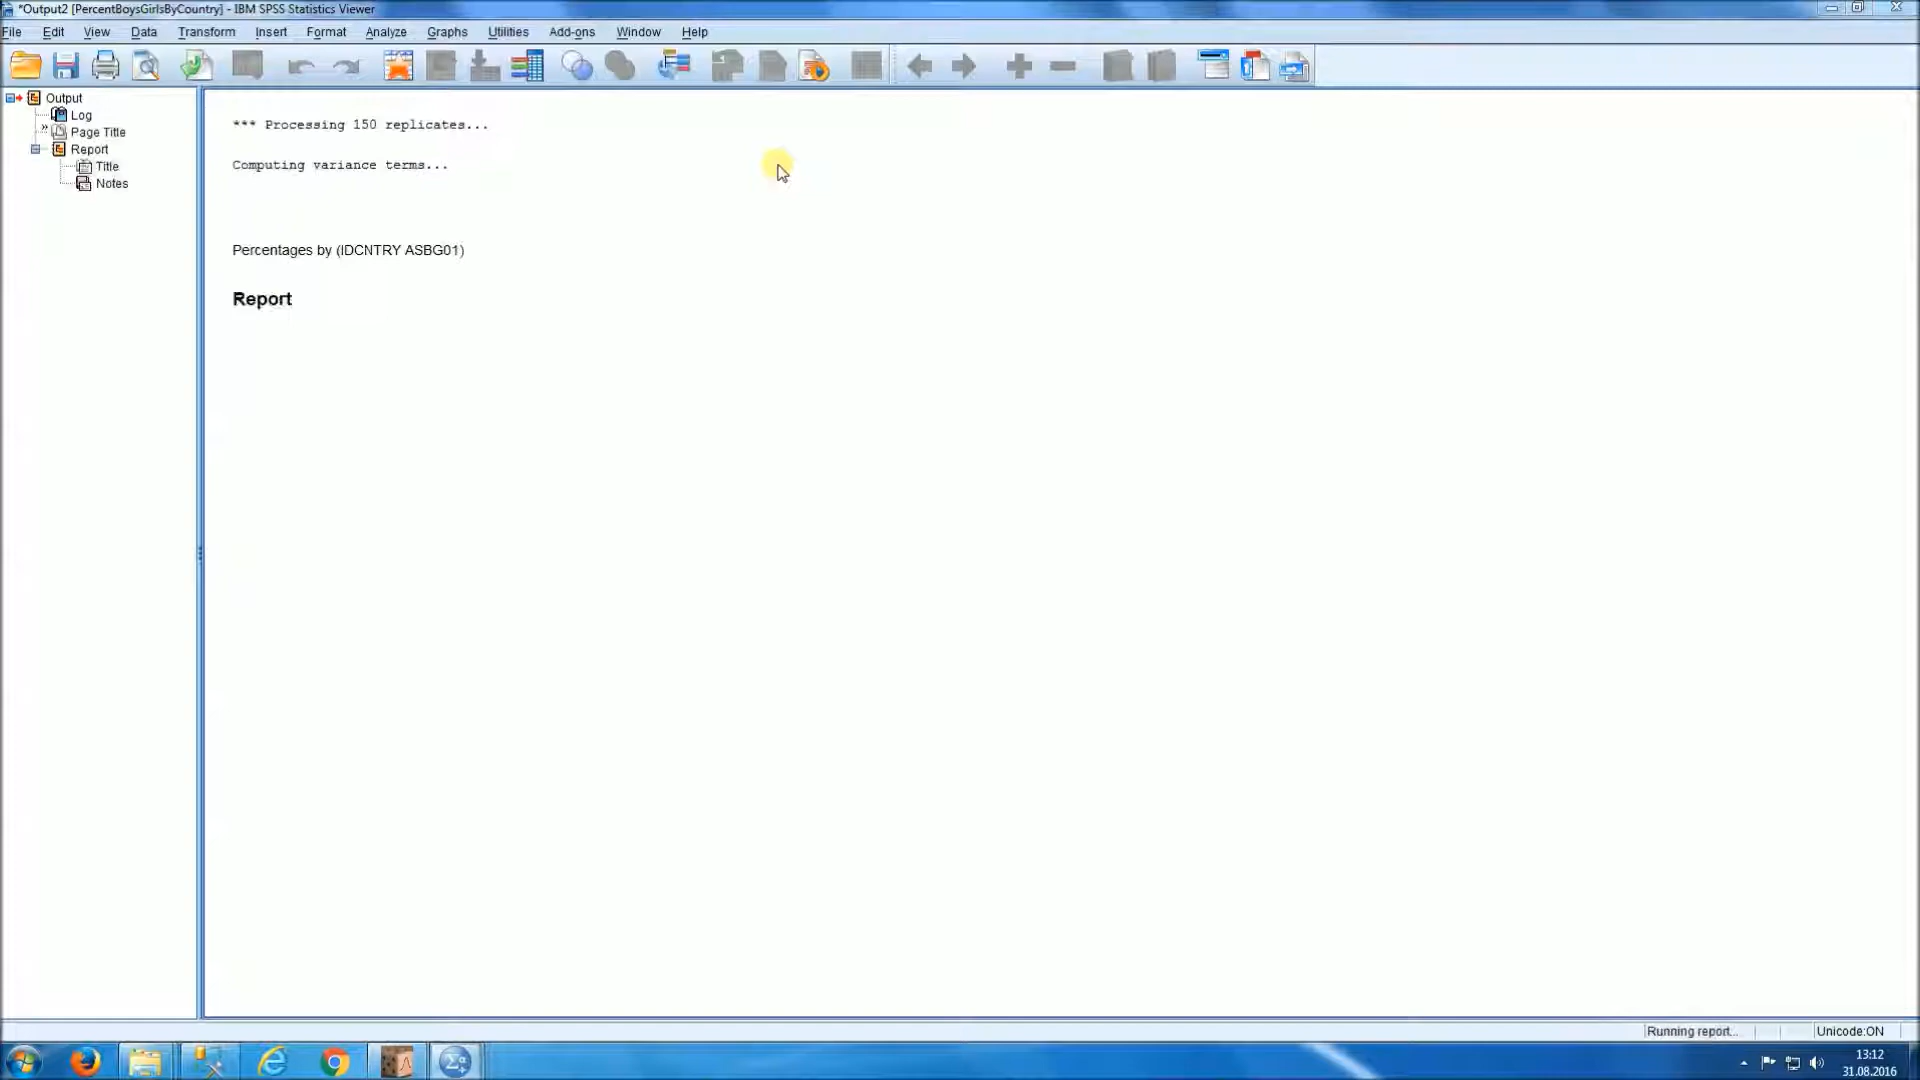 *Output2 [PercentBoysGirlsByCountry] - IBM SPSS Statistics Viewer
File Edit View Data Transform Insert Format Analyze Graphs Utilities Add-ons Window Help
Output
Log
Page Title
Report
Title
Notes
*** Processing 150 replicates...
Computing variance terms...
Percentages by (IDCNTRY ASBG01)
Report
Running report... Unicode:ON
13:12
31.08.2016